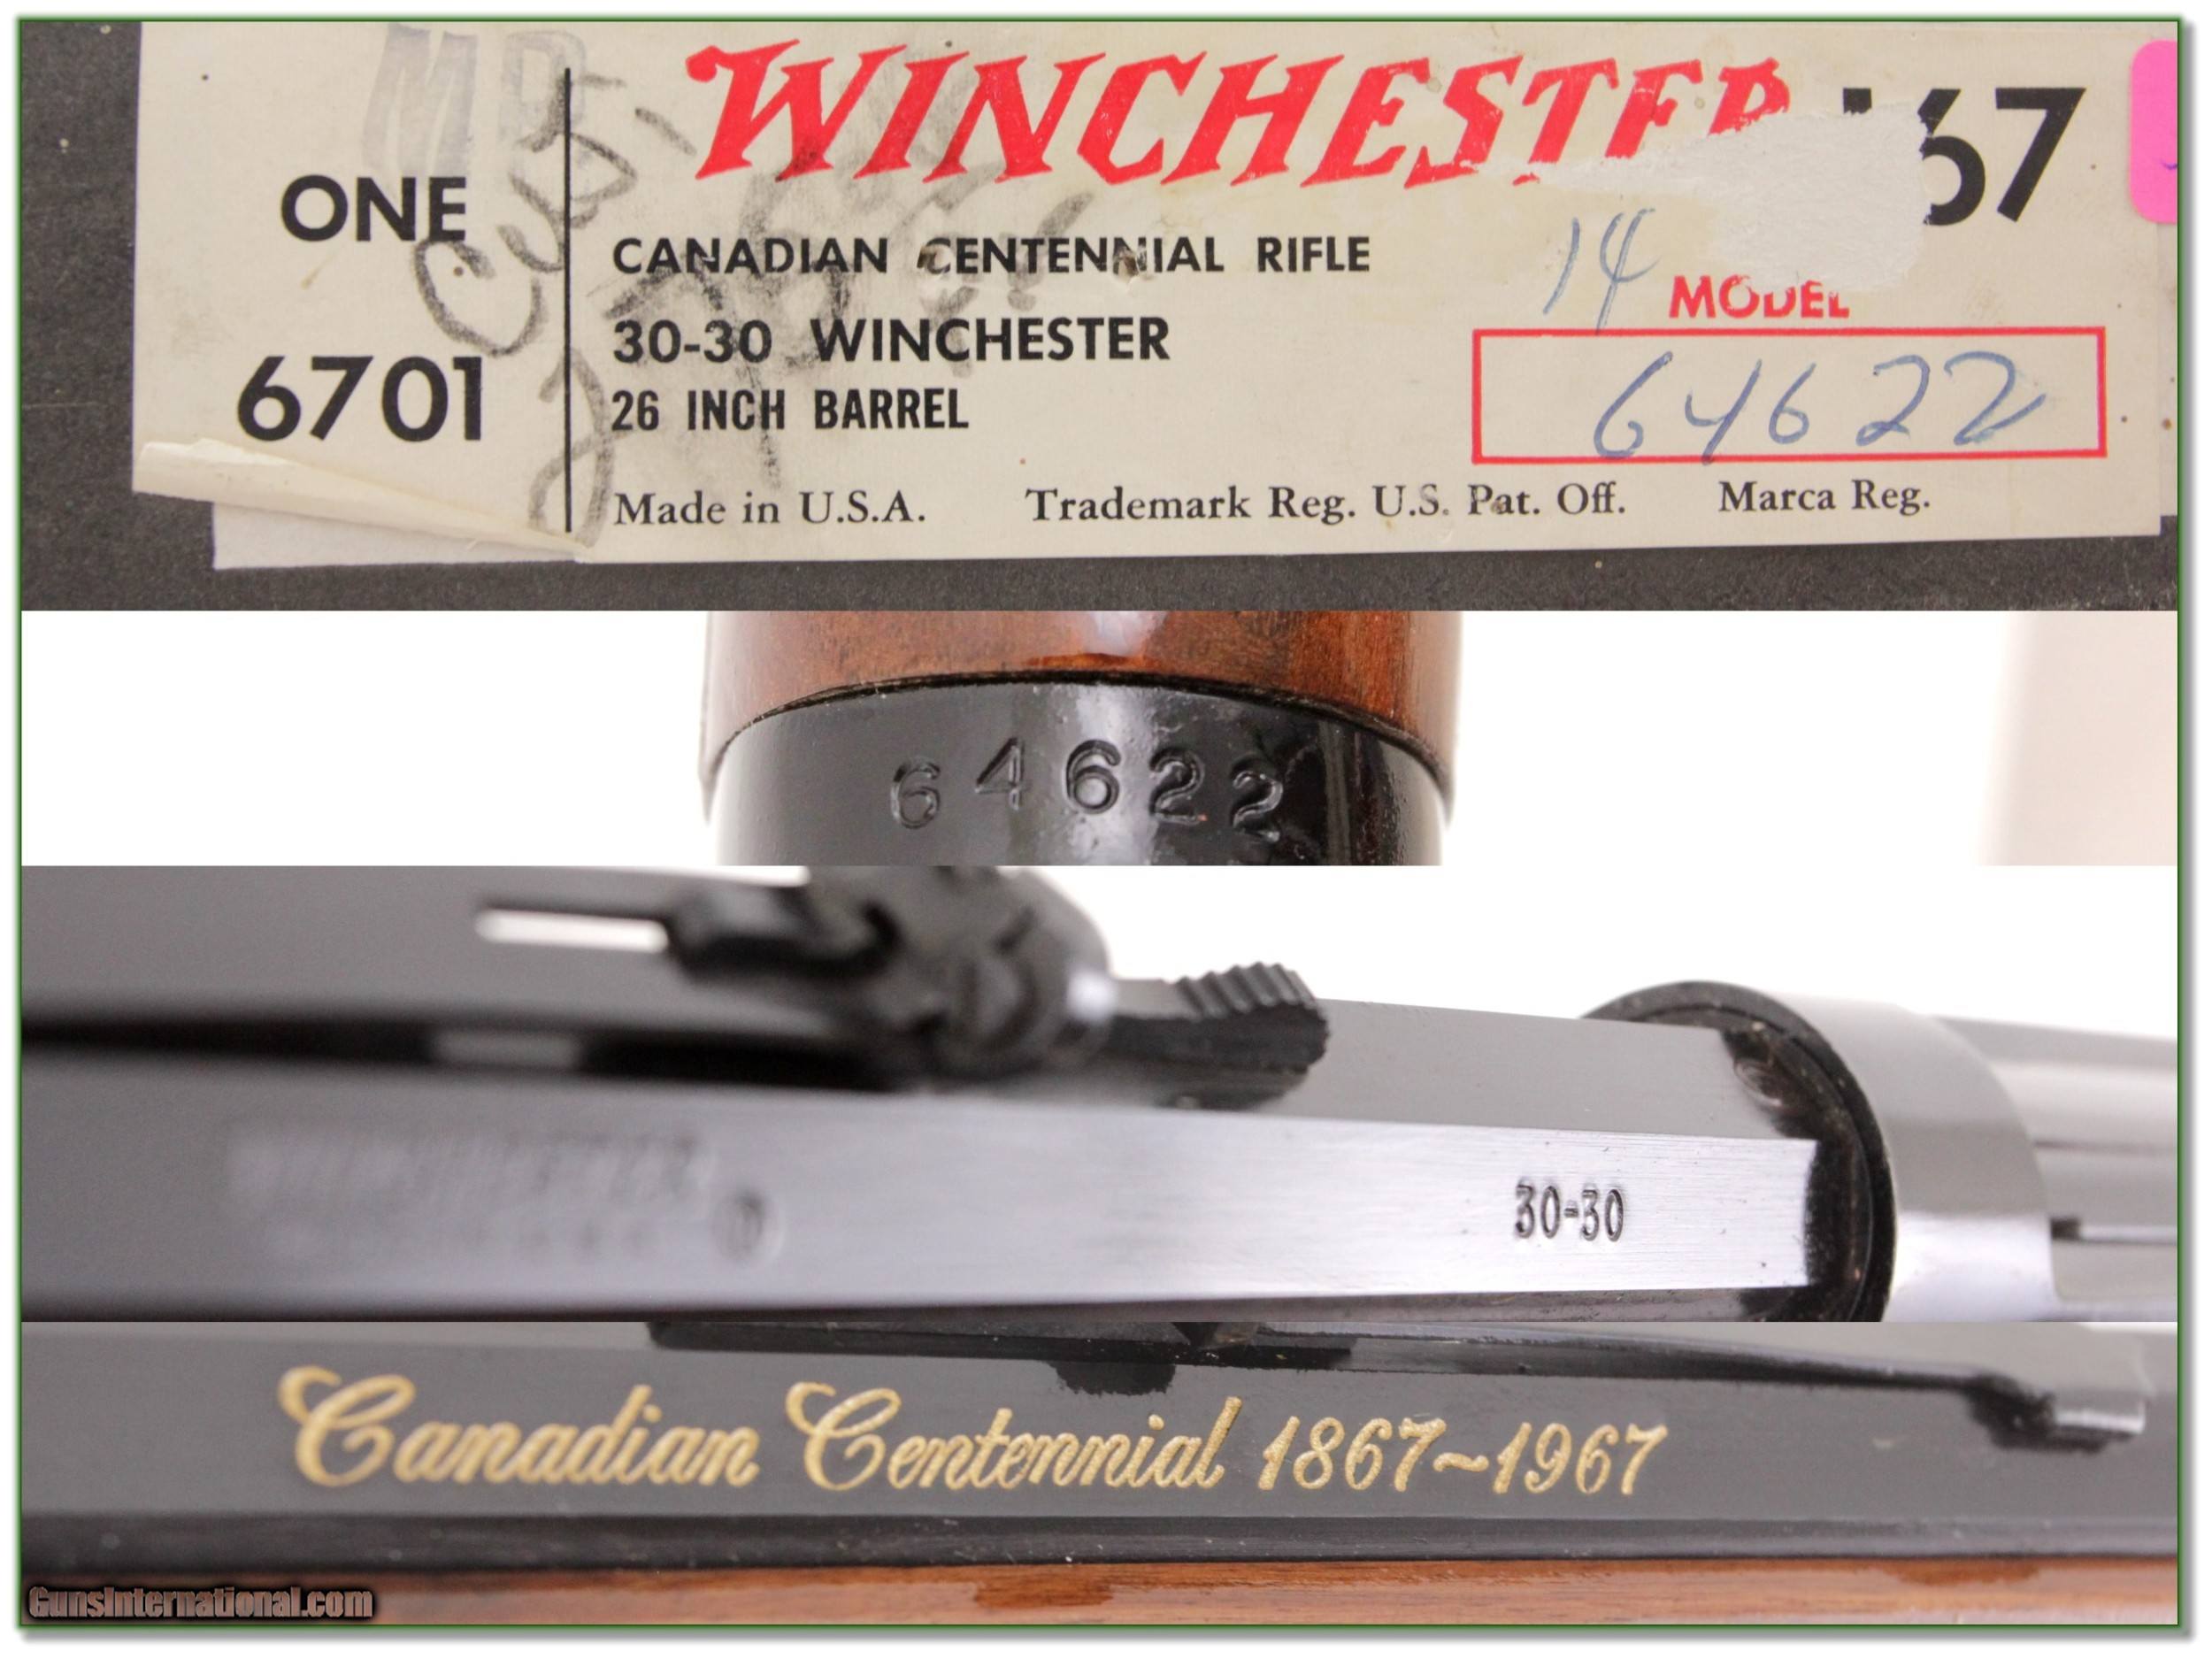 ONE
6701
WINCHESTER
67
CANADIAN CENTENNIAL RIFLE
14
MODEL
30-30 WINCHESTER
64622
26 INCH BARREL
Made in U.S.A. Trademark Reg. U.S. Pat. Off. Marca Reg.
64622
30-30
Canadian Centennial 1867~1967
GunsInternational.com